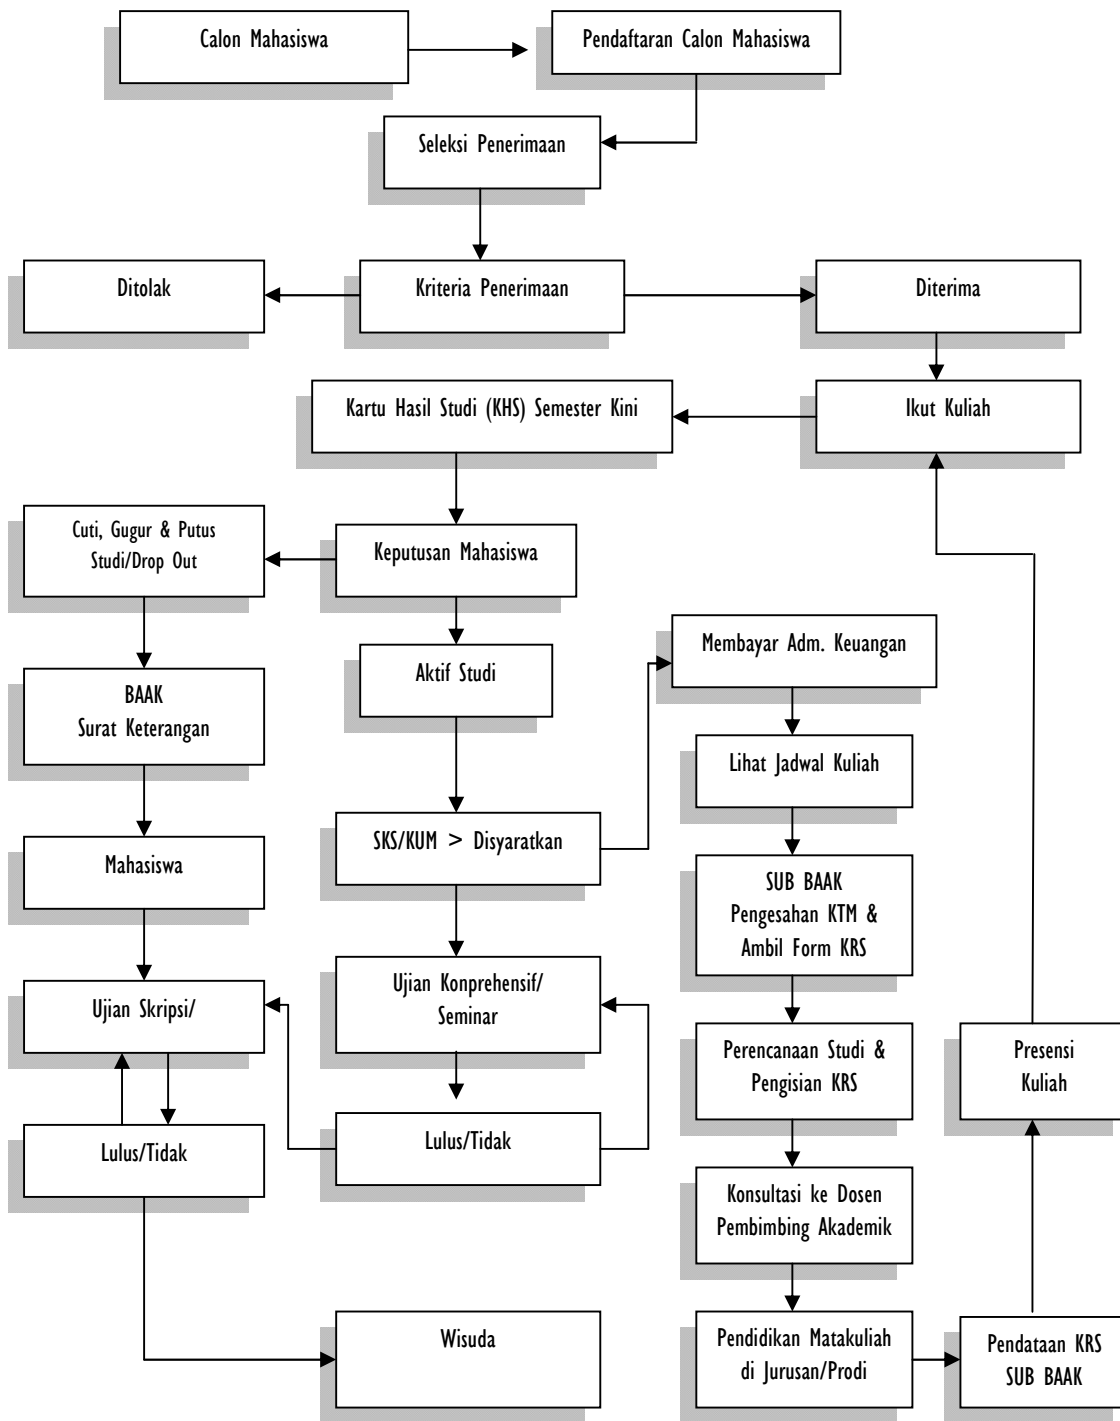 Calon Mahasiswa
Pendaftaran Calon Mahasiswa
Seleksi Penerimaan
Ditolak
Kriteria Penerimaan
Diterima
Kartu Hasil Studi (KHS) Semester Kini
Ikut Kuliah
Cuti, Gugur & Putus
Studi/Drop Out
Keputusan Mahasiswa
Aktif Studi
Membayar Adm. Keuangan
BAAK
Surat Keterangan
Lihat Jadwal Kuliah
SKS/KUM > Disyaratkan
Mahasiswa
SUB BAAK
Pengesahan KTM &
Ambil Form KRS
Ujian Skripsi/
Ujian Konprehensif/
Seminar
Perencanaan Studi &
Pengisian KRS
Presensi
Kuliah
Lulus/Tidak
Lulus/Tidak
Konsultasi ke Dosen
Pembimbing Akademik
Wisuda
Pendidikan Matakuliah
di Jurusan/Prodi
Pendataan KRS
SUB BAAK